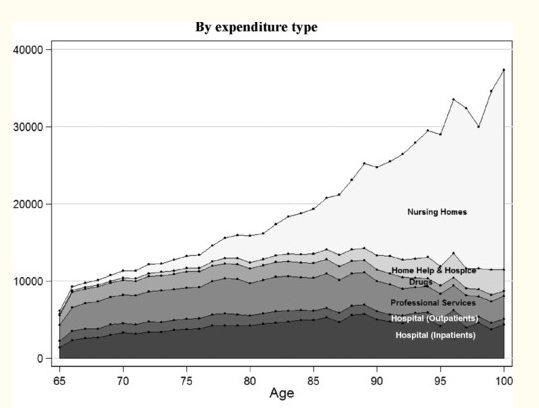 By expenditure type
40000
30000
20000
10000
0
Nursing Homes
Home Help & Hospice
Drugs
Professional Services
Hospital (Outpatients)
Hospital (Inpatients)
65 70 75 80 85 90 95 100
Age